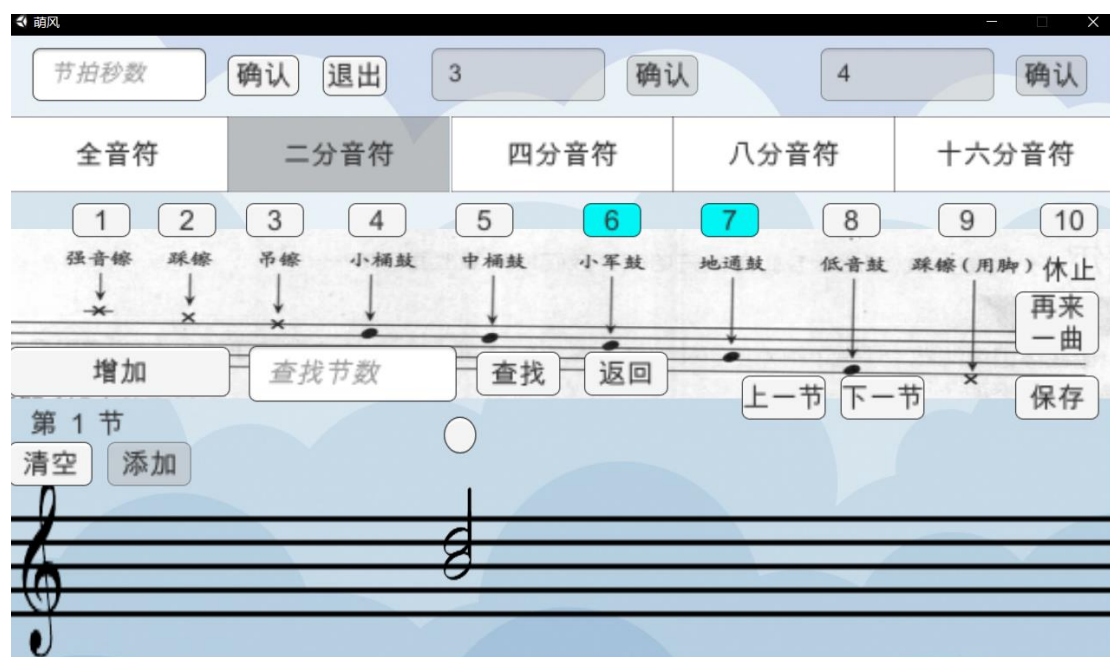 萌风
节拍秒数 确认 退出 3 确认 4 确认
全音符 二分音符 四分音符 八分音符 十六分音符
1 2 3 4 5 6 7 8 9 10
强音镲 踩镲 吊镲 小桶鼓 中桶鼓 小军鼓 地通鼓 低音鼓 踩镲(用脚) 休止
再来
一曲
增加 查找节数 查找 返回
上一节 下一节 保存
第 1 节
清空 添加